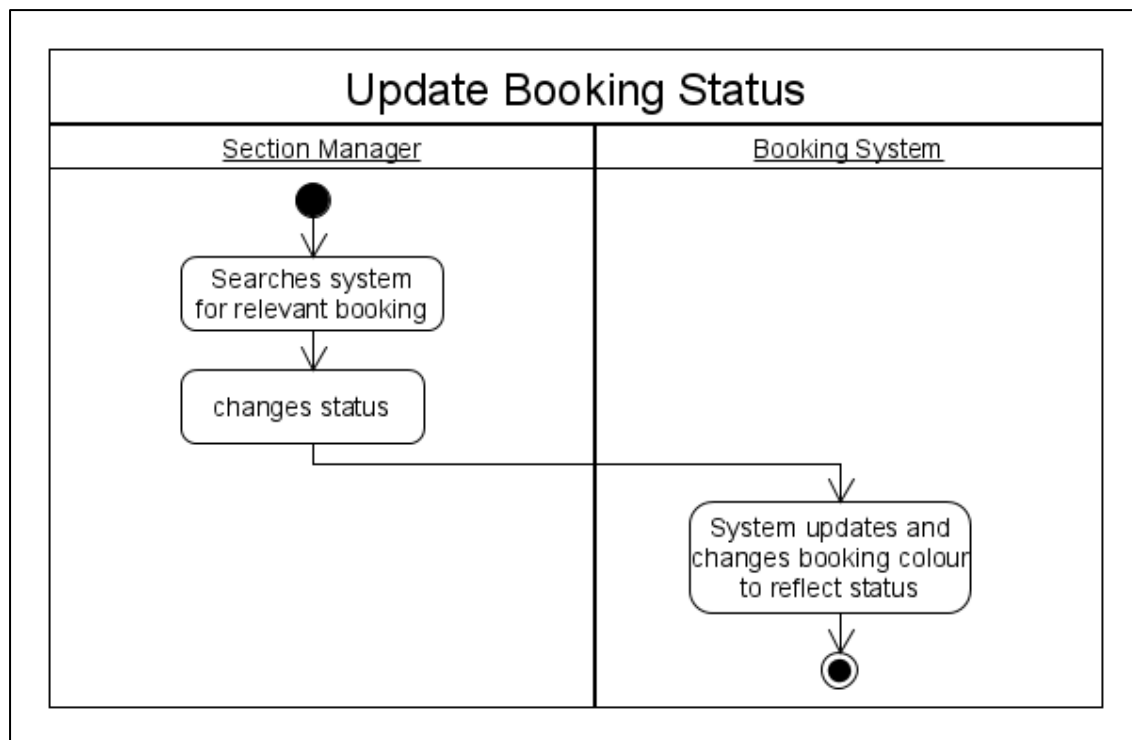 Update Booking Status
Section Manager
Booking System
Searches system
for relevant booking
changes status
System updates and
changes booking colour
to reflect status